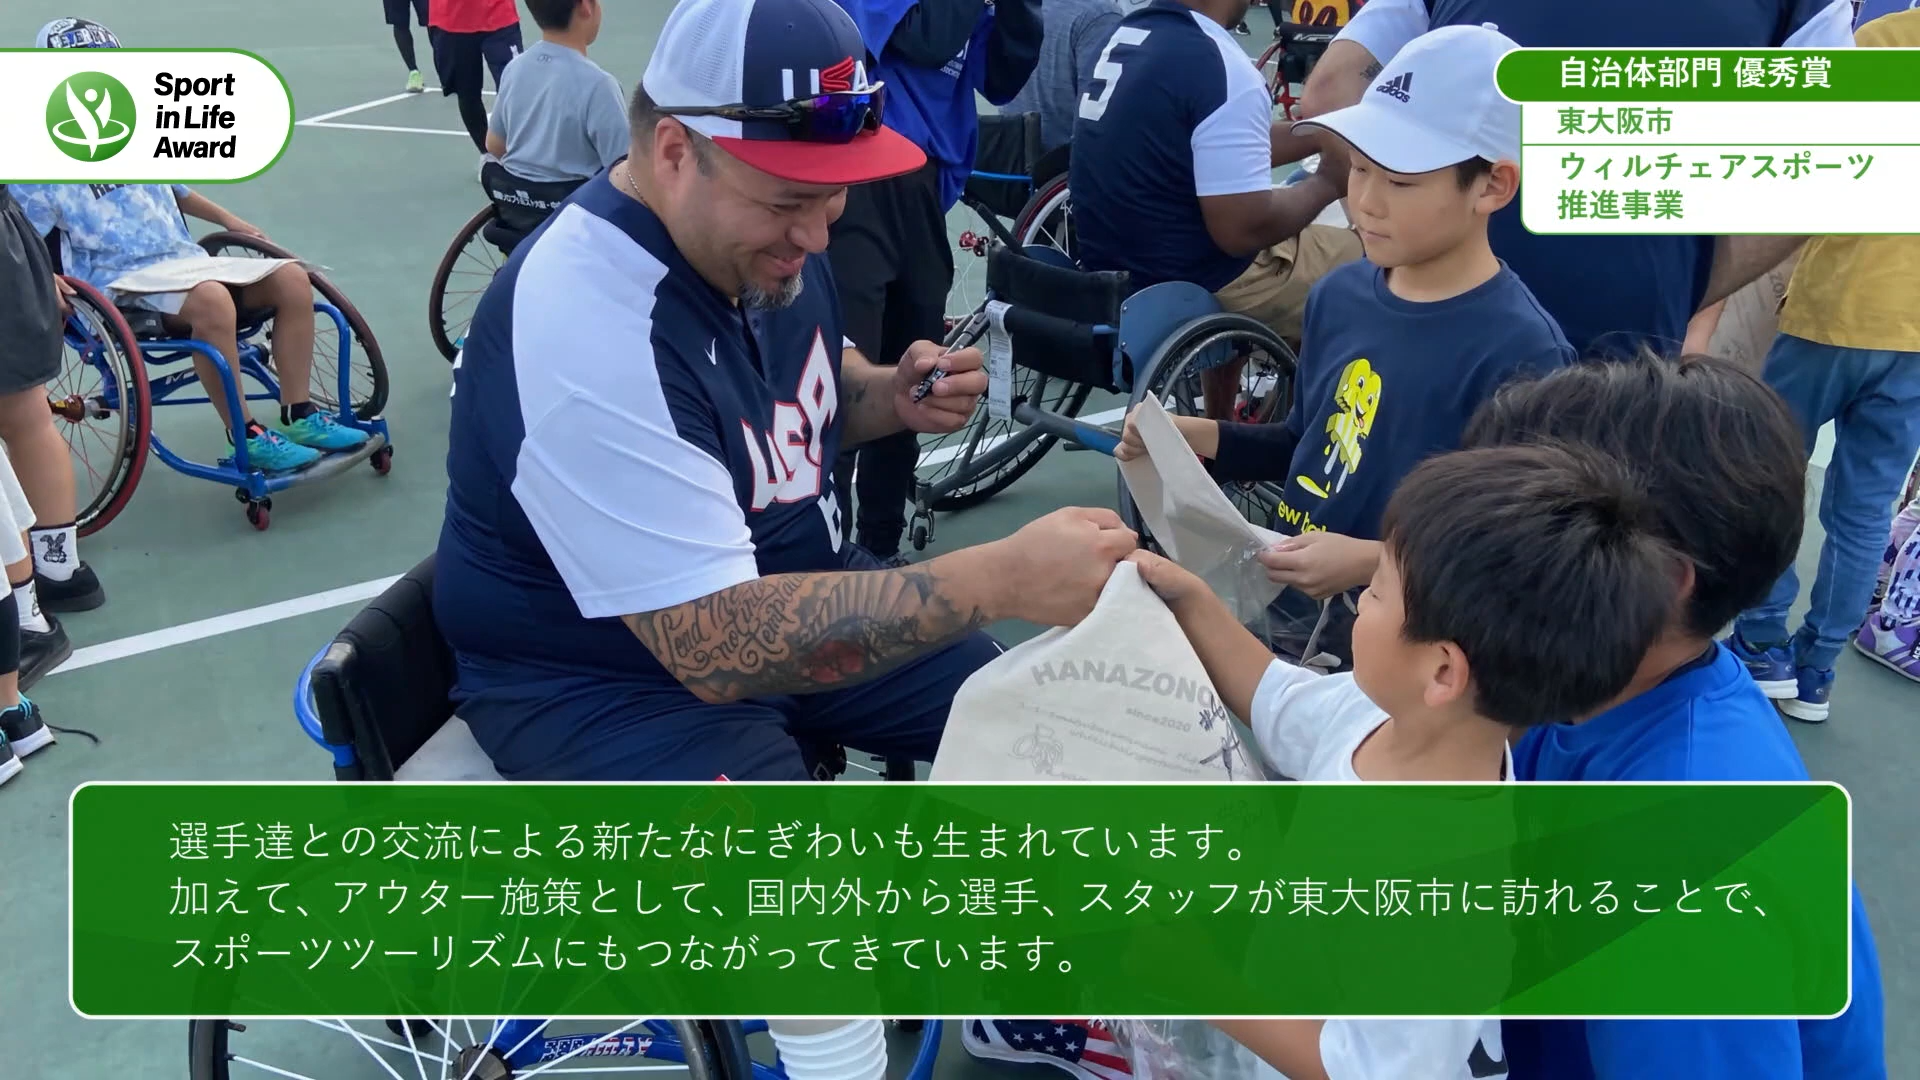 Sport
in Life
Award
自治体部門 優秀賞
東大阪市
ウィルチェアスポーツ
推進事業
USA
adidas
5
USA
Lead Me
not into
Temptation
HANAZONO
since2020
選手達との交流による新たなにぎわいも生まれています。
加えて、アウター施策として、国内外から選手、スタッフが東大阪市に訪れることで、
スポーツツーリズムにもつながってきています。